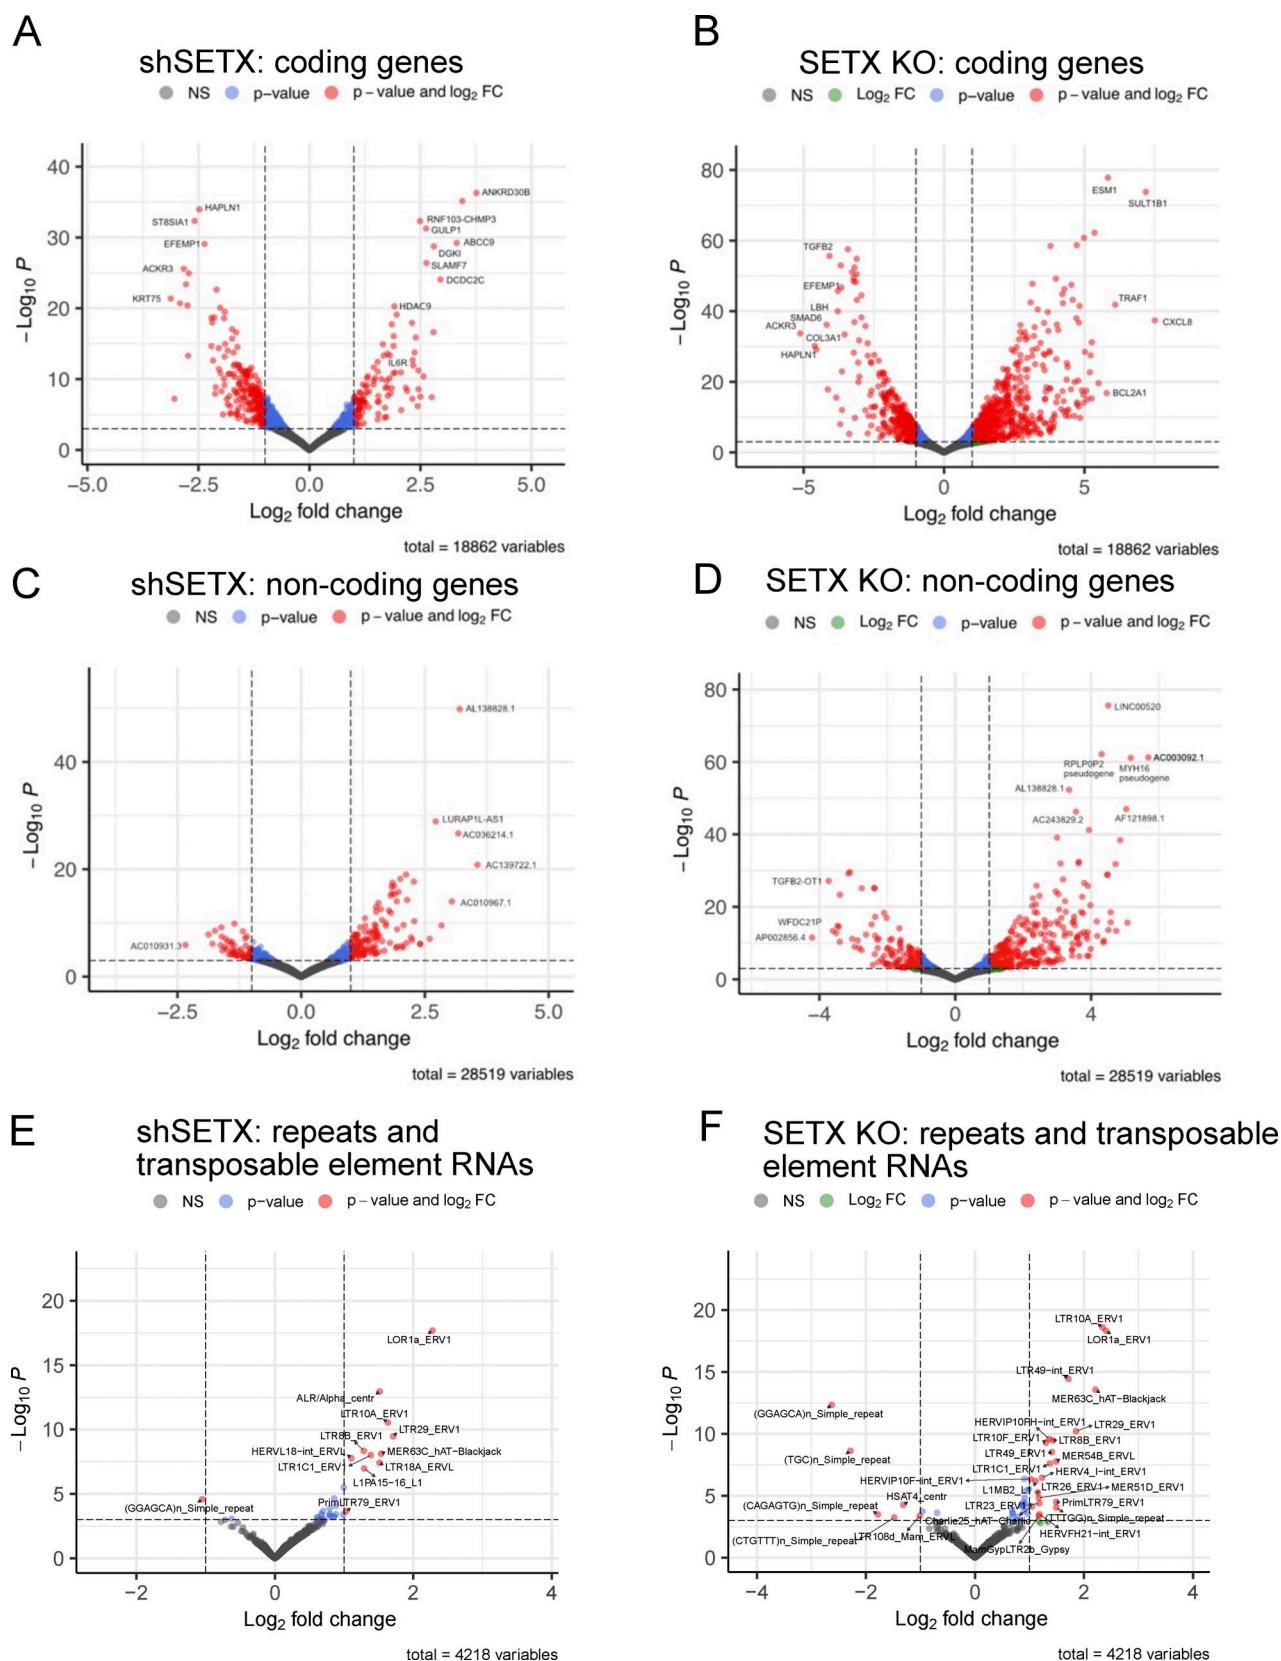 A
shSETX: coding genes
NS p−value p − value and log2 FC
40
30
20
10
0
−Log10 P
ANKRD30B
HAPLN1
ST8SIA1
RNF103-CHMP3
GULP1
EFEMP1
ABCC9
DGKI
ACKR3
SLAMF7
DCDC2C
KRT75
HDAC9
IL6R
−5.0 −2.5 0.0 2.5 5.0
Log2 fold change
total = 18862 variables
B
SETX KO: coding genes
NS Log2 FC p−value p − value and log2 FC
80
60
40
20
0
−Log10 P
ESM1
SULT1B1
TGFB2
EFEMP1
TRAF1
LBH
SMAD6
ACKR3
CXCL8
COL3A1
HAPLN1
BCL2A1
−5 0 5
Log2 fold change
total = 18862 variables
C
shSETX: non-coding genes
NS p−value p − value and log2 FC
40
20
0
−Log10 P
AL138828.1
LURAP1L-AS1
AC036214.1
AC139722.1
AC010967.1
AC010931.3
−2.5 0.0 2.5 5.0
Log2 fold change
total = 28519 variables
D
SETX KO: non-coding genes
NS Log2 FC p−value p − value and log2 FC
80
60
40
20
0
−Log10 P
LINC00520
RPLP0P2
pseudogene
MYH16
pseudogene
AC003092.1
AL138828.1
AC243829.2
AF121898.1
TGFB2-OT1
WFDC21P
AP002856.4
−4 0 4
Log2 fold change
total = 28519 variables
E
shSETX: repeats and
transposable element RNAs
NS p−value p − value and log2 FC
20
15
10
5
0
−Log10 P
LOR1a_ERV1
ALR/Alpha_centr
LTR10A_ERV1
LTR29_ERV1
LTR8B_ERV1
HERVL18−int_ERVL
MER63C_hAT−Blackjack
LTR1C1_ERV1
LTR18A_ERVL
L1PA15−16_L1
(GGAGCA)n_Simple_repeat
PrimLTR79_ERV1
−2 0 2 4
Log2 fold change
total = 4218 variables
F
SETX KO: repeats and transposable
element RNAs
NS Log2 FC p−value p − value and log2 FC
20
15
10
5
0
−Log10 P
LTR10A_ERV1
LOR1a_ERV1
LTR49−int_ERV1
MER63C_hAT−Blackjack
(GGAGCA)n_Simple_repeat
HERVIP10FH−int_ERV1
LTR29_ERV1
LTR10F_ERV1
LTR8B_ERV1
(TGC)n_Simple_repeat
LTR49_ERV1
MER54B_ERVL
LTR1C1_ERV1
HERV4_I−int_ERV1
HERVIP10F−int_ERV1
L1MB2_L1
LTR26_ERV1
MER51D_ERV1
HSAT4_centr
(CAGAGTG)n_Simple_repeat
LTR23_ERV1
PrimLTR79_ERV1
Charlie25_hAT−Charlie
(TTTGG)n_Simple_repeat
(CTGTTT)n_Simple_repeat
LTR108d_Mam_ERVL
HERVFH21−int_ERV1
MamGypLTR2b_Gypsy
−4 −2 0 2 4
Log2 fold change
total = 4218 variables